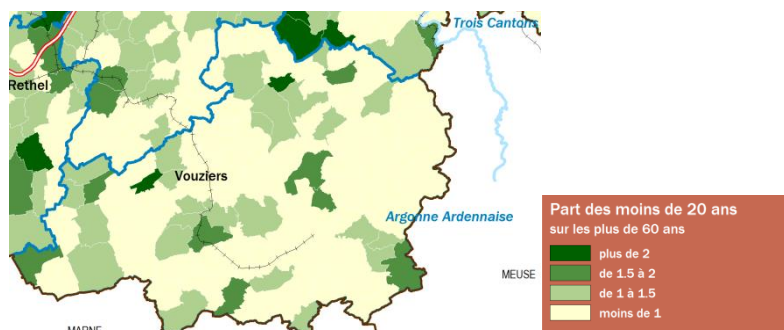 Trois Cantons
Rethel
Vouziers
Argonne Ardennaise
MEUSE
MARNE
Part des moins de 20 ans
sur les plus de 60 ans
plus de 2
de 1.5 à 2
de 1 à 1.5
moins de 1